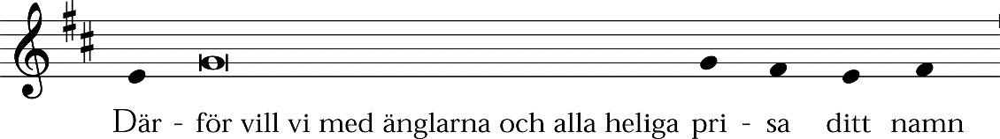 Där - för vill vi med änglarna och alla heliga pri - sa ditt namn